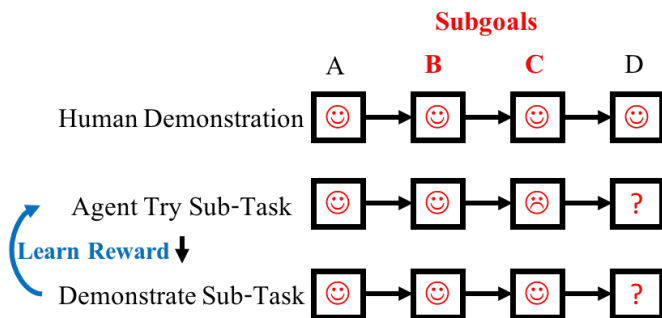 Subgoals
A B C D
Human Demonstration
Agent Try Sub-Task ?
Learn Reward
Demonstrate Sub-Task ?